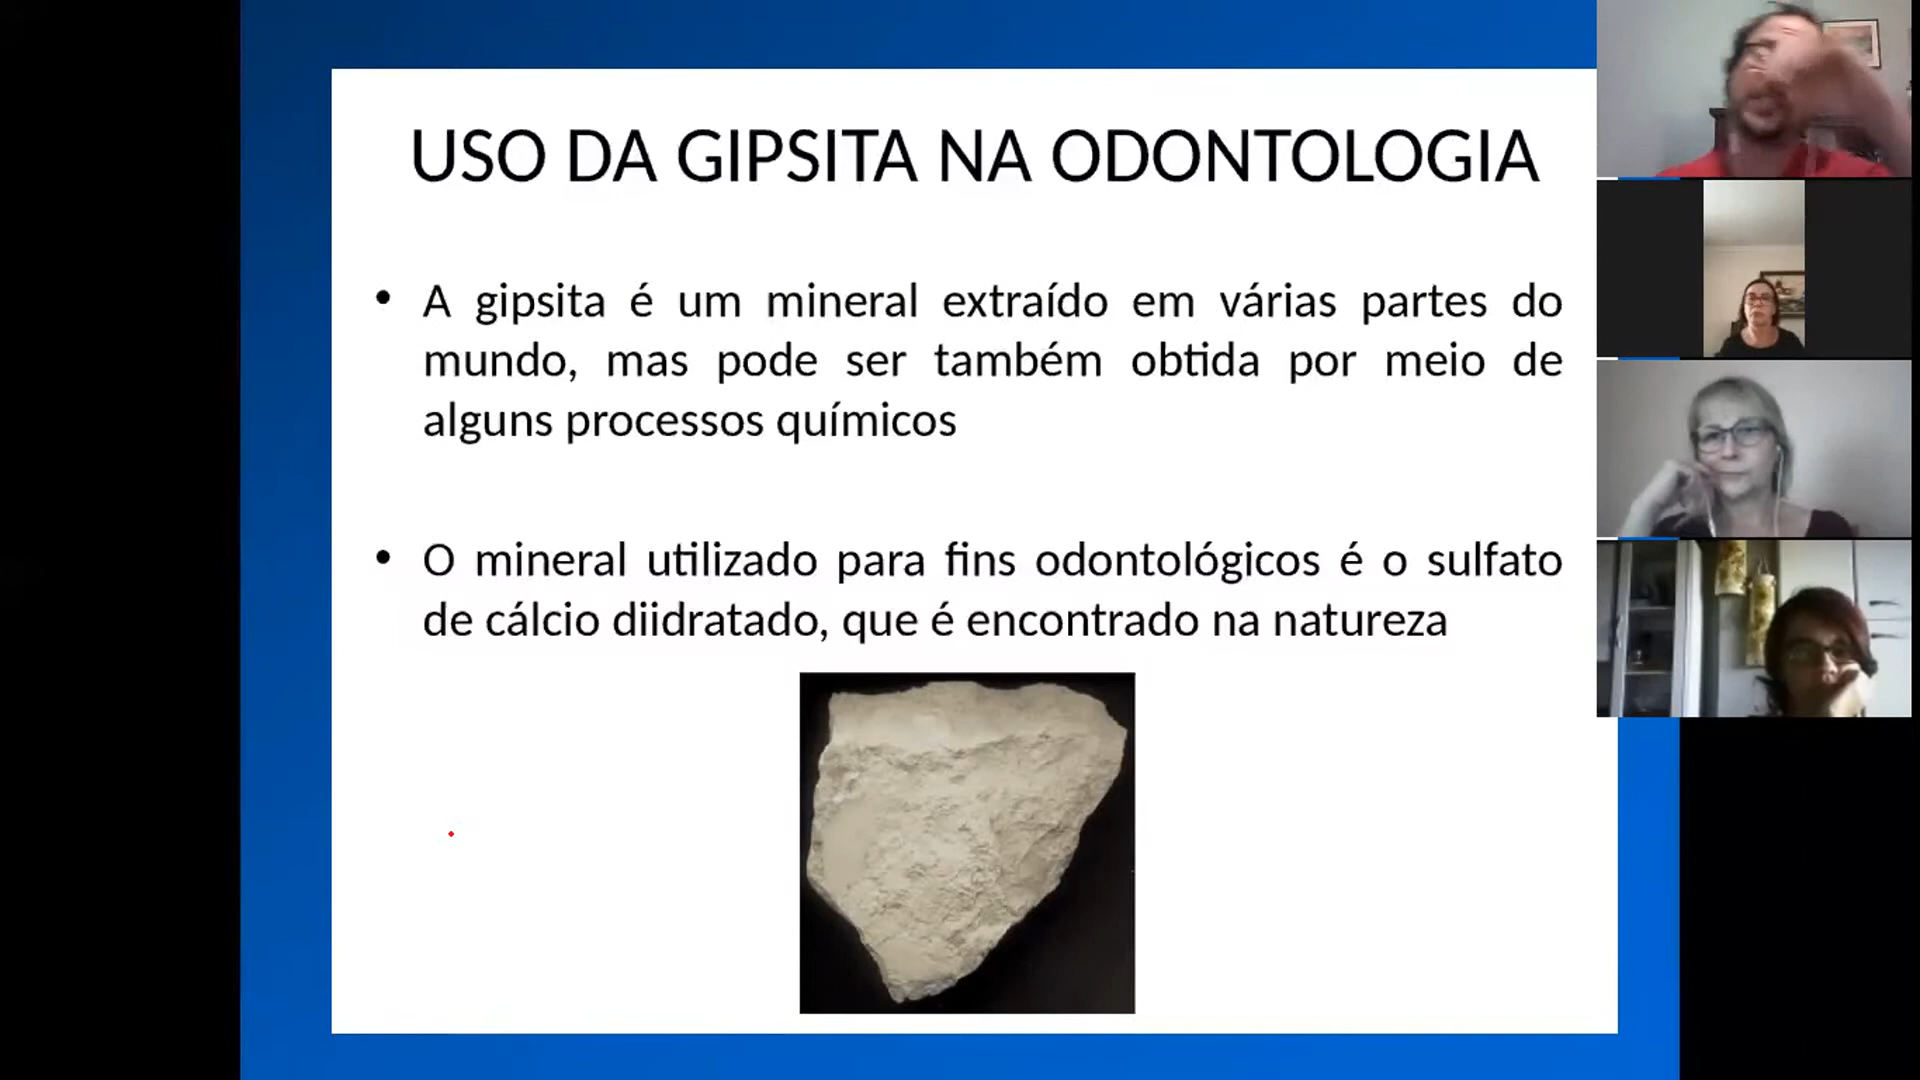 USO DA GIPSITA NA ODONTOLOGIA
• A gipsita é um mineral extraído em várias partes do
mundo, mas pode ser também obtida por meio de
alguns processos químicos
• O mineral utilizado para fins odontológicos é o sulfato
de cálcio diidratado, que é encontrado na natureza